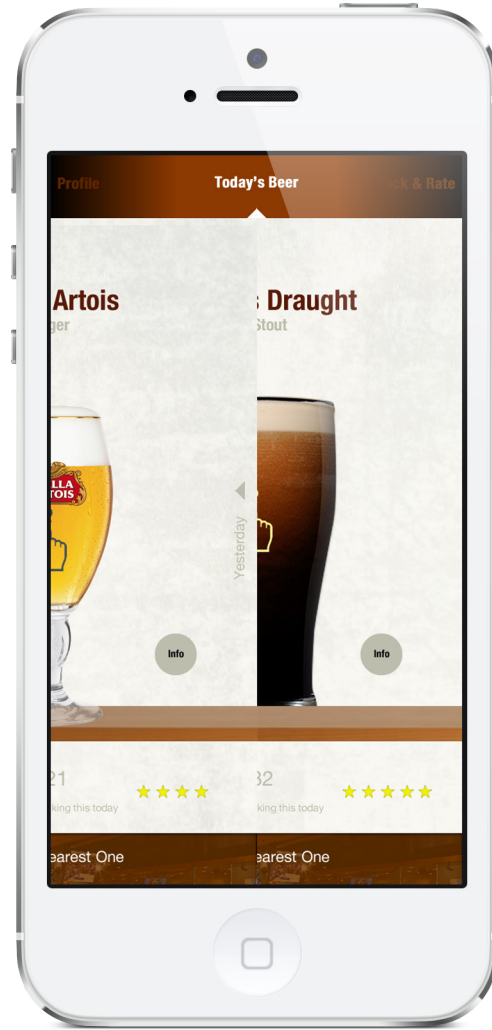 Profile
Today's Beer
ck & Rate
Artois
ger
s Draught
Stout
LLA
TOIS
Yesterday
Info
Info
21
king this today
32
king this today
earest One
earest One